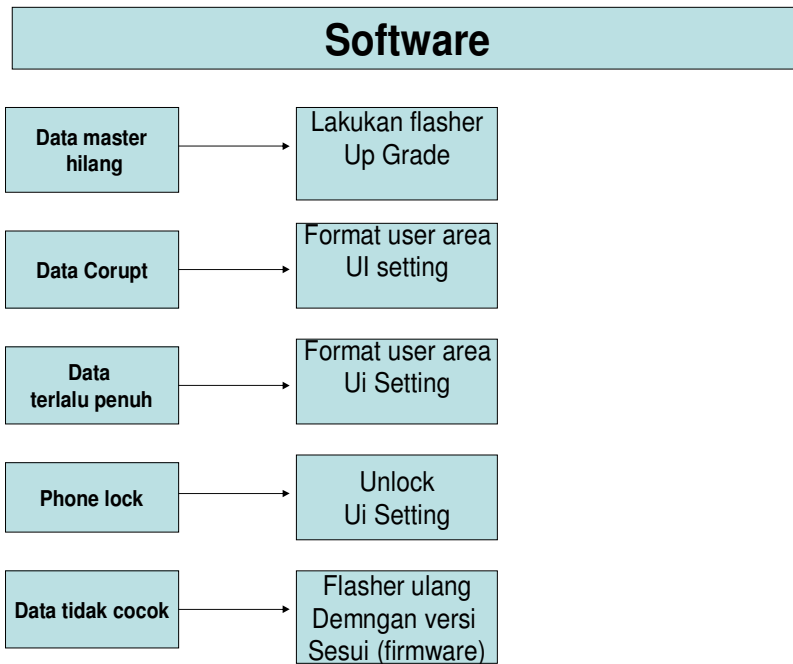 Software
Data master
hilang
Lakukan flasher
Up Grade
Data Corupt
Format user area
UI setting
Data
terlalu penuh
Format user area
Ui Setting
Phone lock
Unlock
Ui Setting
Data tidak cocok
Flasher ulang
Demngan versi
Sesui (firmware)